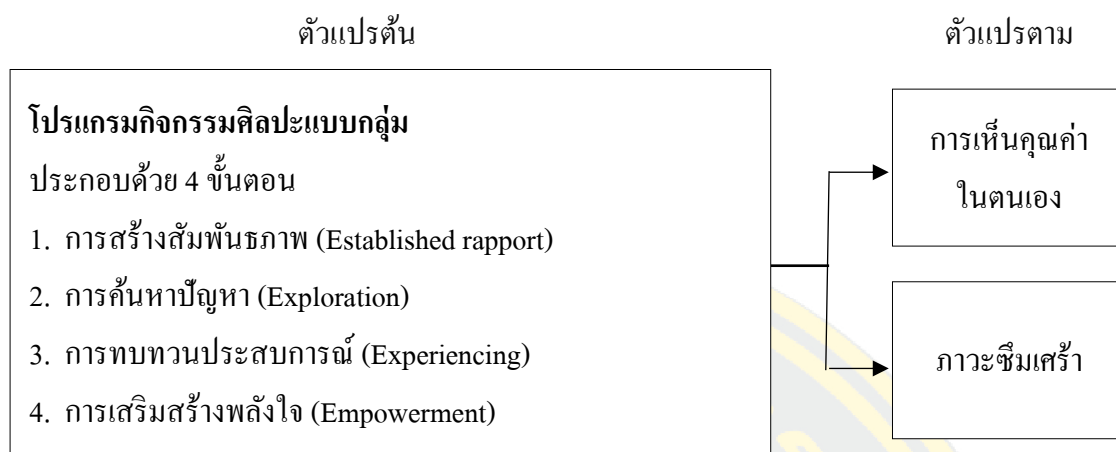 ตัวแปรต้น
ตัวแปรตาม
โปรแกรมกิจกรรมศิลปะแบบกลุ่ม
ประกอบด้วย 4 ขั้นตอน
1. การสร้างสัมพันธภาพ (Established rapport)
2. การค้นหาปัญหา (Exploration)
3. การทบทวนประสบการณ์ (Experiencing)
4. การเสริมสร้างพลังใจ (Empowerment)
การเห็นคุณค่า
ในตนเอง
ภาวะซึมเศร้า